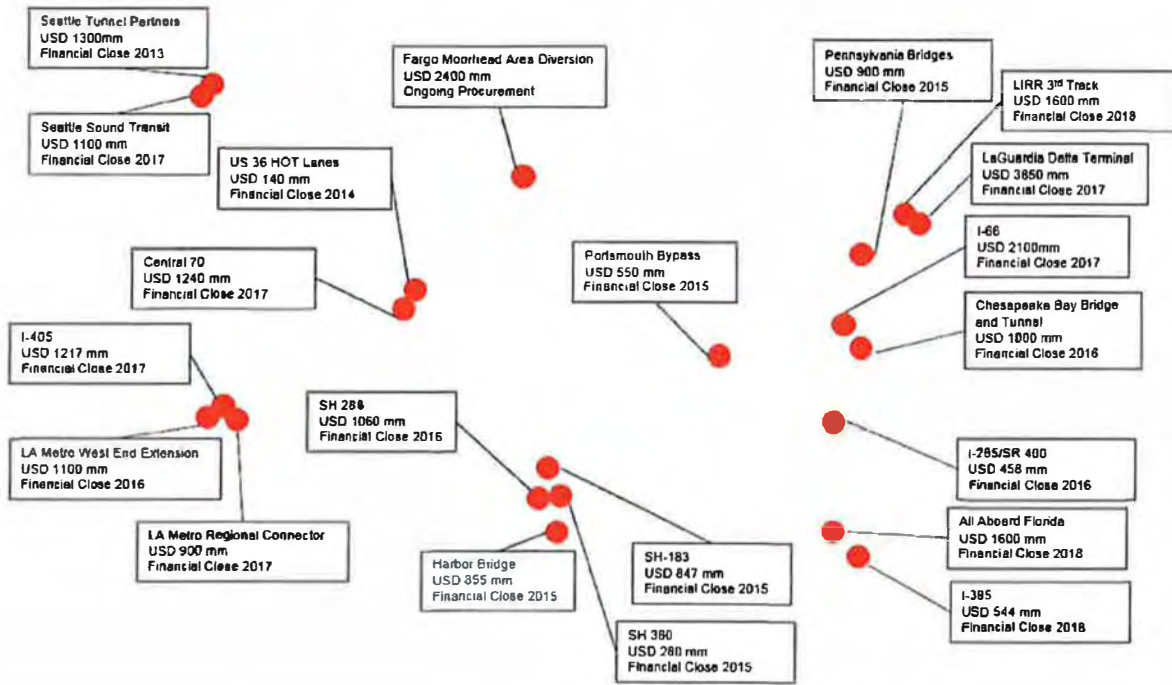 Seattle Tunnel Partners
USD 1300mm
Financial Close 2013
Seattle Sound Transit
USD 1100 mm
Financial Close 2017
US 36 HOT Lanes
USD 140 mm
Financial Close 2014
Fargo Moorhead Area Diversion
USD 2400 mm
Ongoing Procurement
Pennsylvania Bridges
USD 900 mm
Financial Close 2015
LIRR 3rd Track
USD 1600 mm
Financial Close 2018
LaGuardia Delta Terminal
USD 3850 mm
Financial Close 2017
I-66
USD 2100mm
Financial Close 2017
Central 70
USD 1240 mm
Financial Close 2017
Portsmouth Bypass
USD 550 mm
Financial Close 2015
Chesapeake Bay Bridge
and Tunnel
USD 1000 mm
Financial Close 2016
I-405
USD 1217 mm
Financial Close 2017
LA Metro West End Extension
USD 1100 mm
Financial Close 2016
LA Metro Regional Connector
USD 900 mm
Financial Close 2017
SH 288
USD 1060 mm
Financial Close 2016
Harbor Bridge
USD 855 mm
Financial Close 2015
SH-183
USD 847 mm
Financial Close 2015
SH 360
USD 280 mm
Financial Close 2015
I-285/SR 400
USD 458 mm
Financial Close 2016
All Aboard Florida
USD 1600 mm
Financial Close 2018
I-395
USD 544 mm
Financial Close 2018